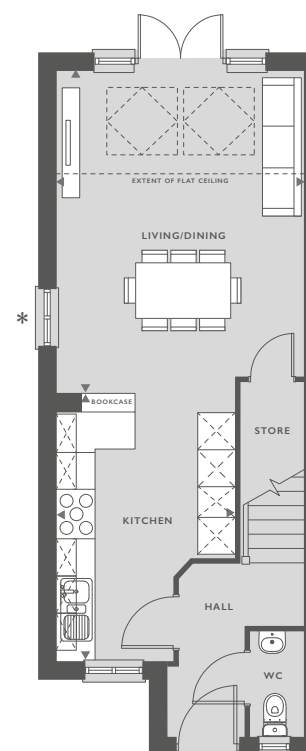 EXTENT OF FLAT CEILING
LIVING/DINING
*
BOOKCASE
STORE
KITCHEN
HALL
WC